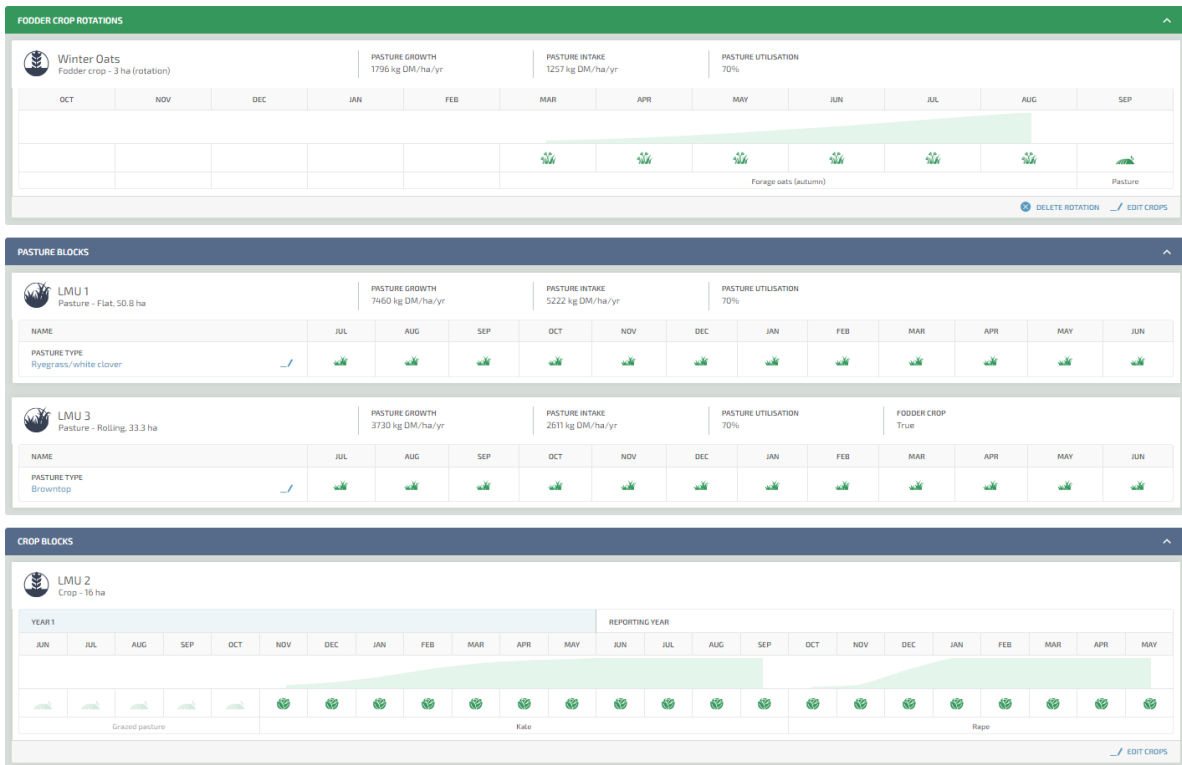 FODDER CROP ROTATIONS
Winter Oats
Fodder crop - 3 ha (rotation)
PASTURE GROWTH
1796 kg DM/ha/yr
PASTURE INTAKE
1257 kg DM/ha/yr
PASTURE UTILISATION
70%
OCT NOV DEC JAN FEB MAR APR MAY JUN JUL AUG SEP
Forage oats (autumn) Pasture
DELETE ROTATION EDIT CROPS
PASTURE BLOCKS
LMU 1
Pasture - Flat, 50.8 ha
PASTURE GROWTH
7460 kg DM/ha/yr
PASTURE INTAKE
5222 kg DM/ha/yr
PASTURE UTILISATION
70%
NAME JUL AUG SEP OCT NOV DEC JAN FEB MAR APR MAY JUN
PASTURE TYPE
Ryegrass/white clover
LMU 3
Pasture - Rolling, 33.3 ha
PASTURE GROWTH
3730 kg DM/ha/yr
PASTURE INTAKE
2611 kg DM/ha/yr
PASTURE UTILISATION
70%
FODDER CROP
True
NAME JUL AUG SEP OCT NOV DEC JAN FEB MAR APR MAY JUN
PASTURE TYPE
Browntop
CROP BLOCKS
LMU 2
Crop - 16 ha
YEAR 1 REPORTING YEAR
JUN JUL AUG SEP OCT NOV DEC JAN FEB MAR APR MAY JUN JUL AUG SEP OCT NOV DEC JAN FEB MAR APR MAY
Grazed pasture Kale Rape
EDIT CROPS